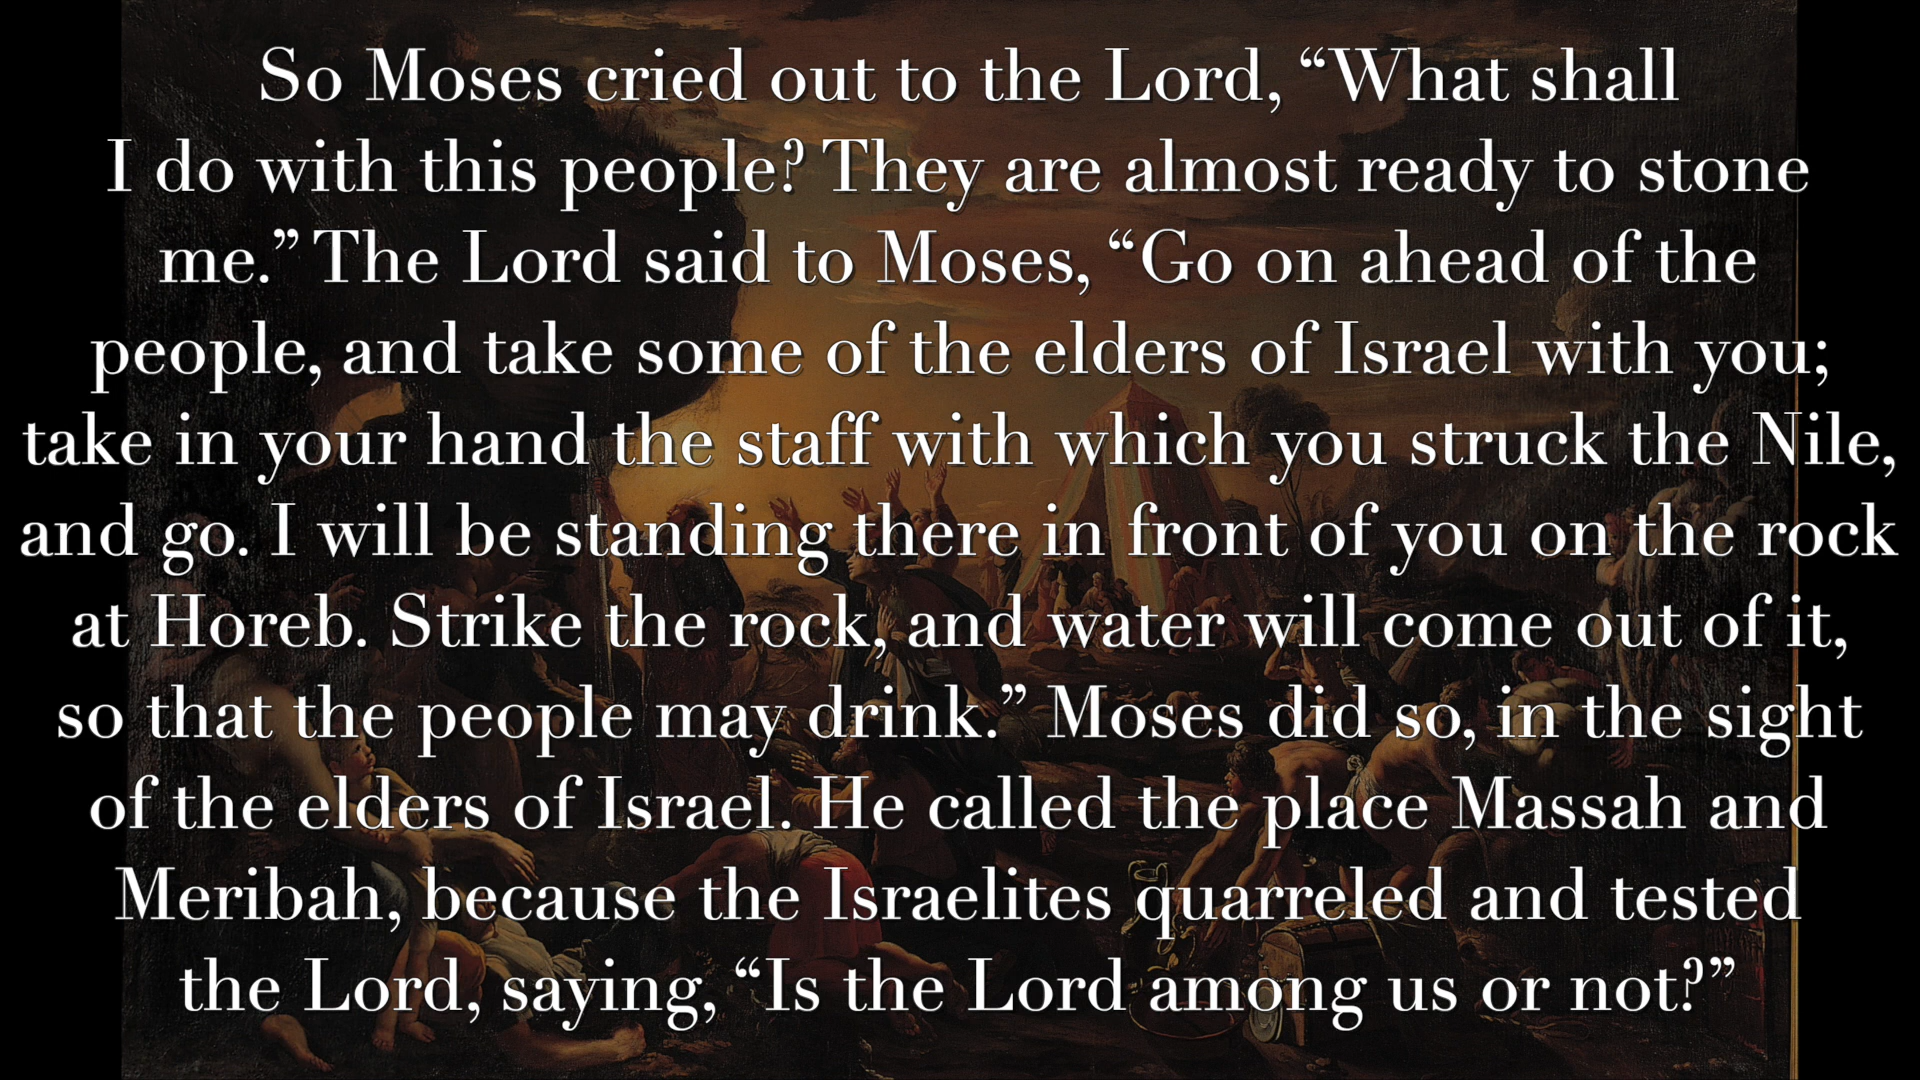 So Moses cried out to the Lord, “What shall
I do with this people? They are almost ready to stone
me.” The Lord said to Moses, “Go on ahead of the
people, and take some of the elders of Israel with you;
take in your hand the staff with which you struck the Nile,
and go. I will be standing there in front of you on the rock
at Horeb. Strike the rock, and water will come out of it,
so that the people may drink.” Moses did so, in the sight
of the elders of Israel. He called the place Massah and
Meribah, because the Israelites quarreled and tested
the Lord, saying, “Is the Lord among us or not?”